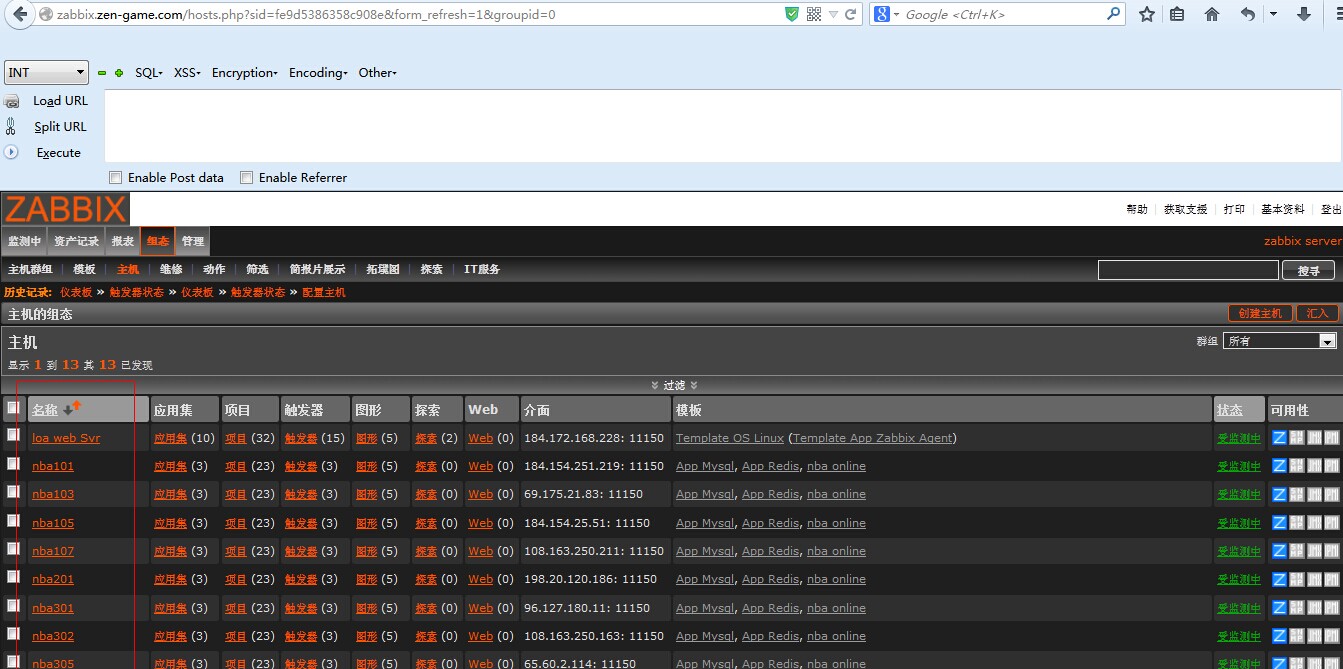 zabbix.zen-game.com/hosts.php?sid=fe9d5386358c908e&form_refresh=1&groupid=0
Google <Ctrl+K>
INT SQL- XSS- Encryption- Encoding- Other-
Load URL
Split URL
Execute
Enable Post data Enable Referrer
ZABBIX
帮助 获取支援 打印 基本资料 登出
监测中 资产记录 报表 组态 管理
zabbix server
主机群组 模板 主机 维修 动作 筛选 简报片展示 拓墣图 探索 IT服务 搜寻
历史记录: 仪表板 » 触发器状态 » 仪表板 » 触发器状态 » 配置主机
主机的组态 创建主机 汇入
主机
群组 所有
显示 1 到 13 其 13 已发现
过滤
名称 应用集 项目 触发器 图形 探索 Web 介面 模板 状态 可用性
loa web Svr 应用集 (10) 项目 (32) 触发器 (15) 图形 (5) 探索 (2) Web (0) 184.172.168.228: 11150 Template OS Linux (Template App Zabbix Agent) 受监测中 Z
nba101 应用集 (3) 项目 (23) 触发器 (3) 图形 (5) 探索 (0) Web (0) 184.154.251.219: 11150 App Mysql, App Redis, nba online 受监测中 Z
nba103 应用集 (3) 项目 (23) 触发器 (3) 图形 (5) 探索 (0) Web (0) 69.175.21.83: 11150 App Mysql, App Redis, nba online 受监测中 Z
nba105 应用集 (3) 项目 (23) 触发器 (3) 图形 (5) 探索 (0) Web (0) 184.154.25.51: 11150 App Mysql, App Redis, nba online 受监测中 Z
nba107 应用集 (3) 项目 (23) 触发器 (3) 图形 (5) 探索 (0) Web (0) 108.163.250.211: 11150 App Mysql, App Redis, nba online 受监测中 Z
nba201 应用集 (3) 项目 (23) 触发器 (3) 图形 (5) 探索 (0) Web (0) 198.20.120.186: 11150 App Mysql, App Redis, nba online 受监测中 Z
nba301 应用集 (3) 项目 (23) 触发器 (3) 图形 (5) 探索 (0) Web (0) 96.127.180.11: 11150 App Mysql, App Redis, nba online 受监测中 Z
nba302 应用集 (3) 项目 (23) 触发器 (3) 图形 (5) 探索 (0) Web (0) 108.163.250.163: 11150 App Mysql, App Redis, nba online 受监测中 Z
nba305 应用集 (3) 项目 (23) 触发器 (3) 图形 (5) 探索 (0) Web (0) 65.60.2.114: 11150 App Mysql, App Redis, nba online 受监测中 Z